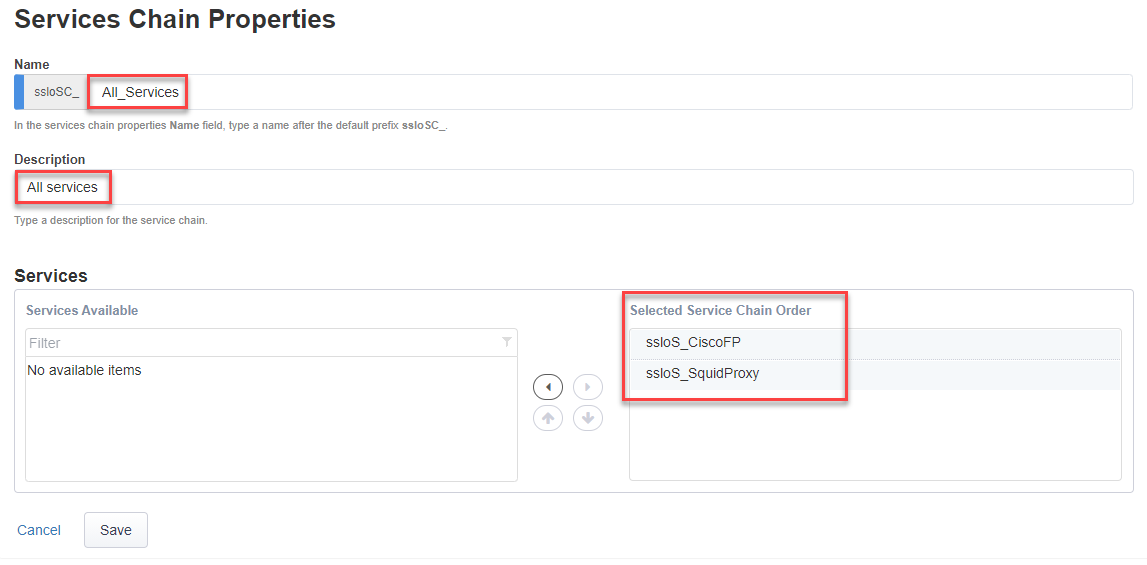 Services Chain Properties
Name
ssloSC_ All_Services
In the services chain properties Name field, type a name after the default prefix ssloSC_.
Description
All services
Type a description for the service chain.
Services
Services Available
Filter
No available items
Selected Service Chain Order
ssloS_CiscoFP
ssloS_SquidProxy
Cancel
Save